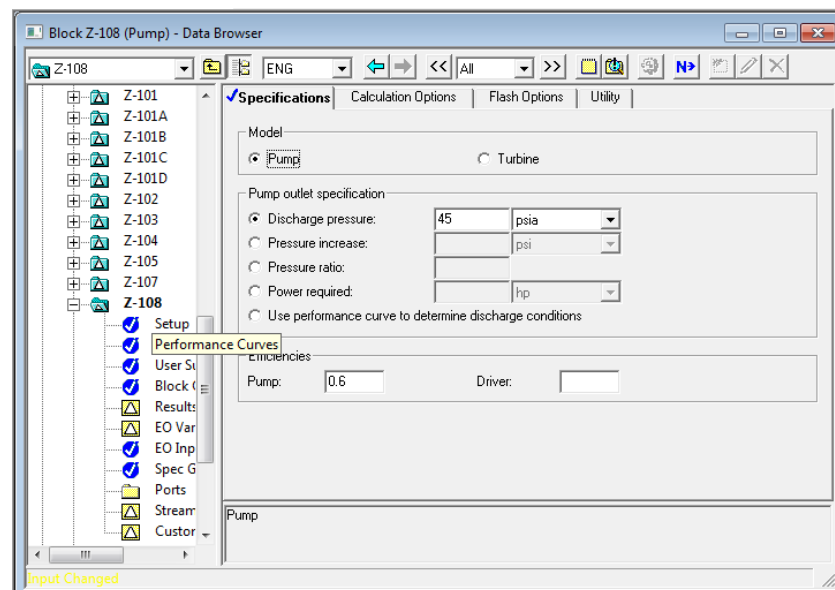 Block Z-108 (Pump) - Data Browser
Z-108 ENG << All >> N>
Z-101
Z-101A
Z-101B
Z-101C
Z-101D
Z-102
Z-103
Z-104
Z-105
Z-107
Z-108
Setup
Performance Curves
User Su
Block
Results
EO Var
EO Inp
Spec G
Ports
Stream
Custor
Specifications Calculation Options Flash Options Utility
Model
Pump Turbine
Pump outlet specification
Discharge pressure: 45 psia
Pressure increase: psi
Pressure ratio:
Power required: hp
Use performance curve to determine discharge conditions
Efficiencies
Pump: 0.6 Driver:
Pump
Input Changed